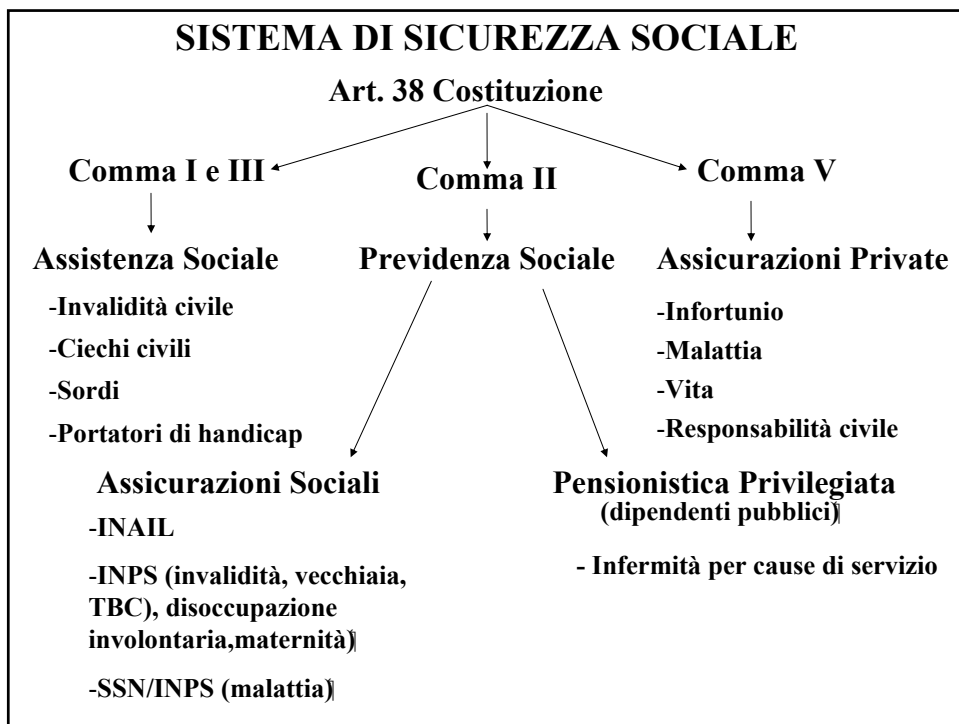 SISTEMA DI SICUREZZA SOCIALE
Art. 38 Costituzione
Comma I e III
Comma II
Comma V
Assistenza Sociale
Previdenza Sociale
Assicurazioni Private
-Invalidità civile
-Ciechi civili
-Sordi
-Portatori di handicap
-Infortunio
-Malattia
-Vita
-Responsabilità civile
Assicurazioni Sociali
-INAIL
-INPS (invalidità, vecchiaia,
TBC), disoccupazione
involontaria,maternità)
-SSN/INPS (malattia)
Pensionistica Privilegiata
(dipendenti pubblici)
- Infermità per cause di servizio